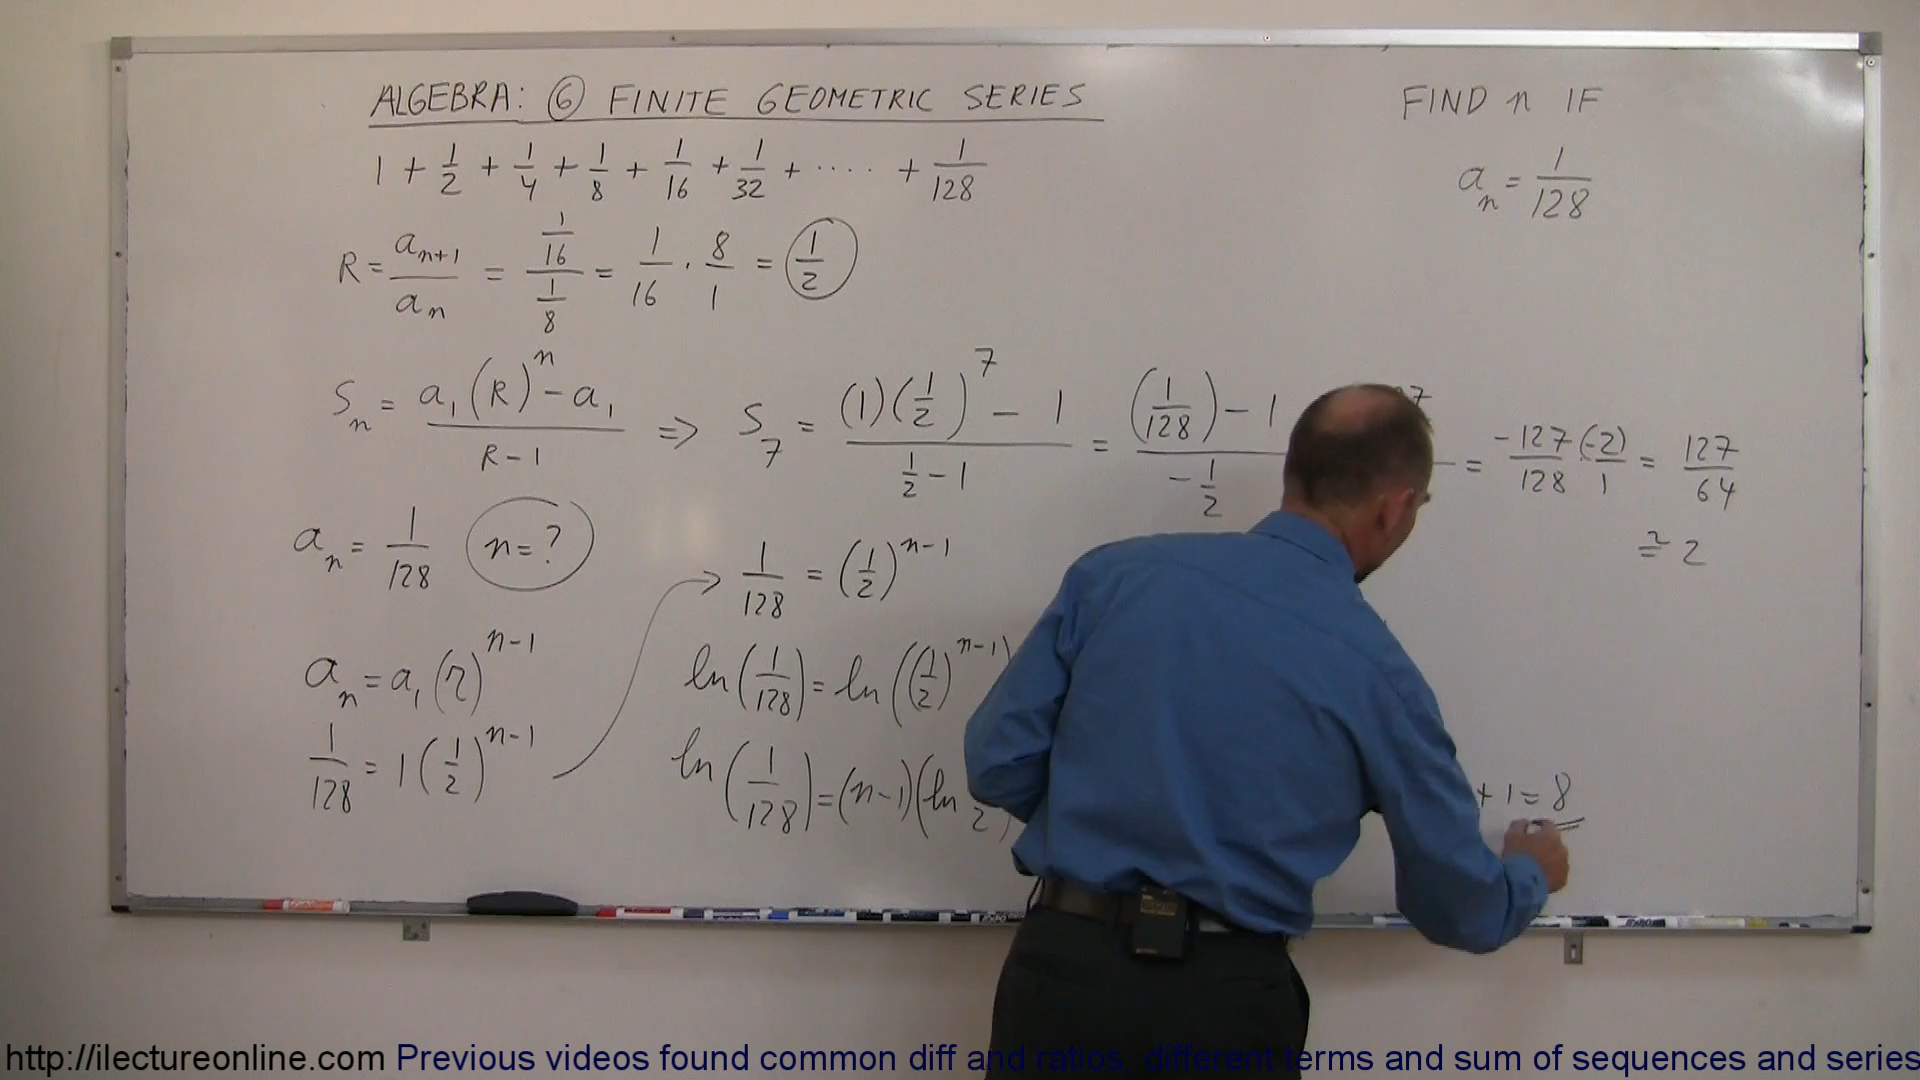 ALGEBRA: ⑥ FINITE GEOMETRIC SERIES
1 + 1/2 + 1/4 + 1/8 + 1/16 + 1/32 + ..... + 1/128
FIND n IF
a_n = 1/128
R = a_{n+1}/a_n = (1/16)/(1/8) = 1/16 · 8/1 = 1/2
S_n = (a_1(R)^n - a_1)/(R-1) => S_7 = ((1)(1/2)^7 - 1)/(1/2 - 1) = ((1/128) - 1)/(-1/2) = -127/128 (-2)/1 = 127/64
≅ 2
a_n = 1/128 n = ?
a_n = a_1(r)^{n-1}
1/128 = 1(1/2)^{n-1}
1/128 = (1/2)^{n-1}
ln(1/128) = ln((1/2)^{n-1})
ln(1/128) = (n-1)(ln 2)
+ 1 = 8
http://ilectureonline.com Previous videos found common diff and ratios, different terms and sum of sequences and series